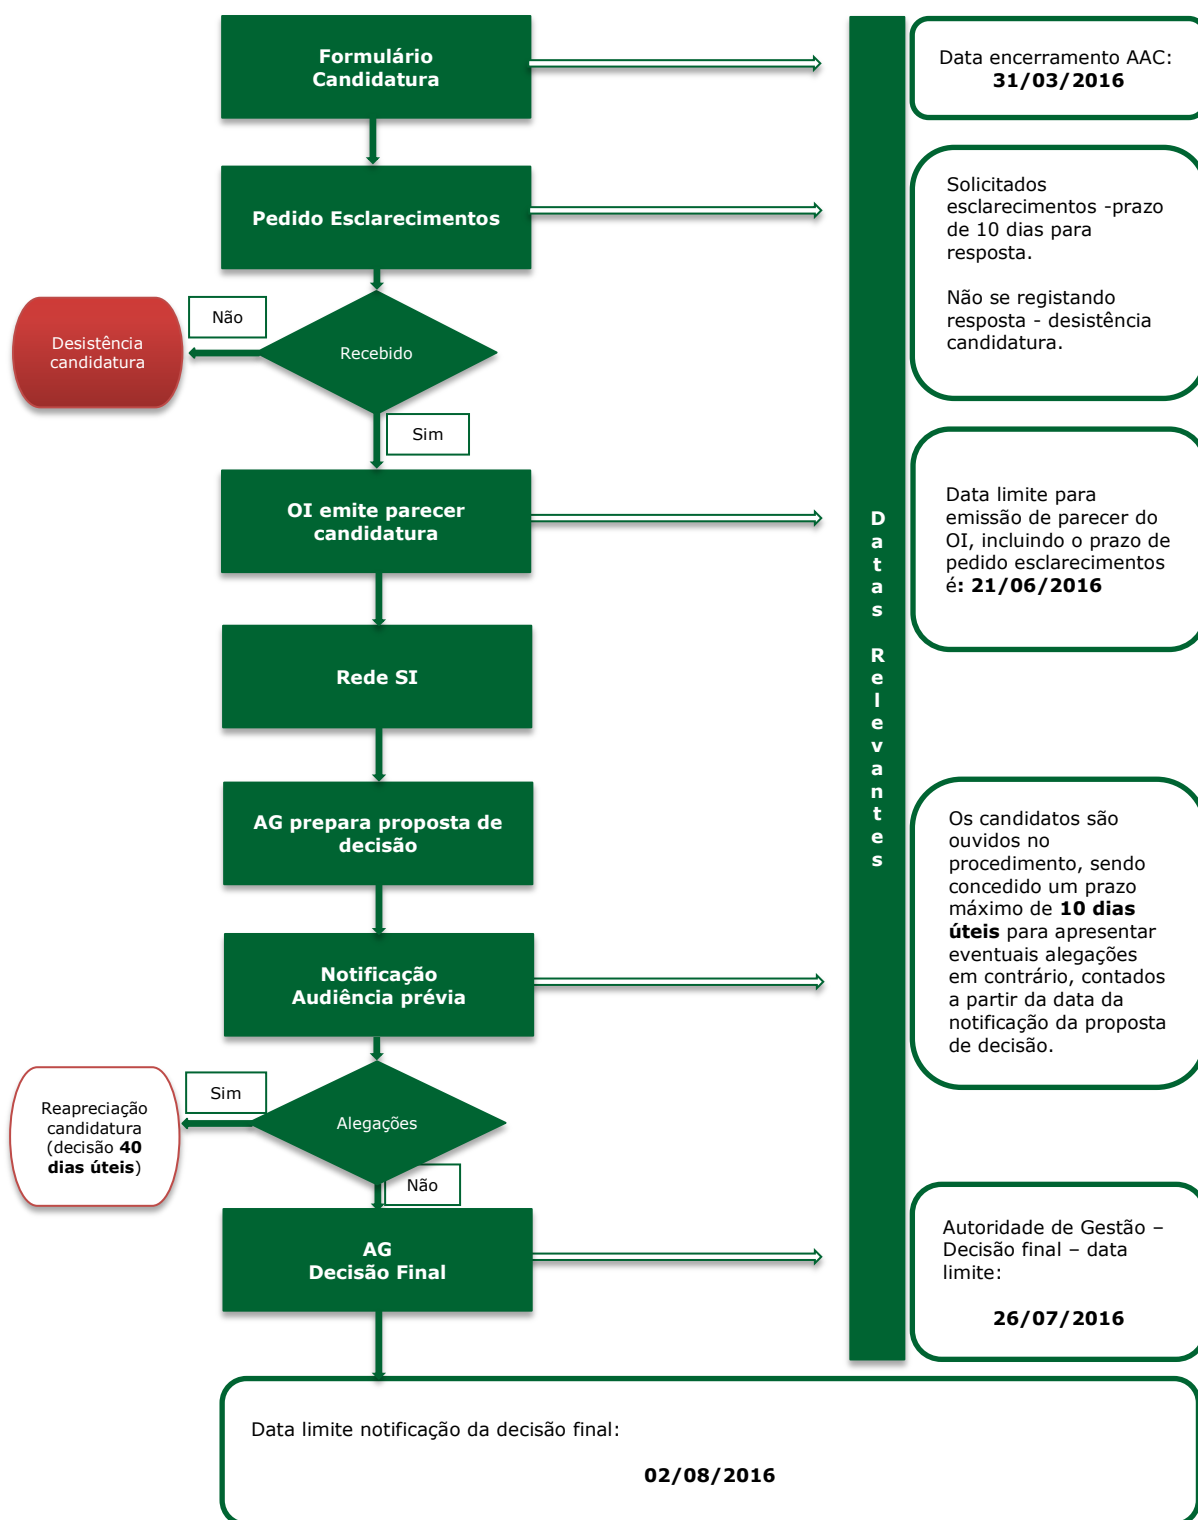 Formulário
Candidatura
Data encerramento AAC:
31/03/2016
Pedido Esclarecimentos
Solicitados
esclarecimentos -prazo
de 10 dias para
resposta.
Não se registando
resposta - desistência
candidatura.
Não
Desistência
candidatura
Recebido
Sim
OI emite parecer
candidatura
Data limite para
emissão de parecer do
OI, incluindo o prazo de
pedido esclarecimentos
é: 21/06/2016
Datas Relevantes
Rede SI
AG prepara proposta de
decisão
Notificação
Audiência prévia
Os candidatos são
ouvidos no
procedimento, sendo
concedido um prazo
máximo de 10 dias
úteis para apresentar
eventuais alegações
em contrário, contados
a partir da data da
notificação da proposta
de decisão.
Sim
Reapreciação
candidatura
(decisão 40
dias úteis)
Alegações
Não
AG
Decisão Final
Autoridade de Gestão –
Decisão final – data
limite:
26/07/2016
Data limite notificação da decisão final:
02/08/2016